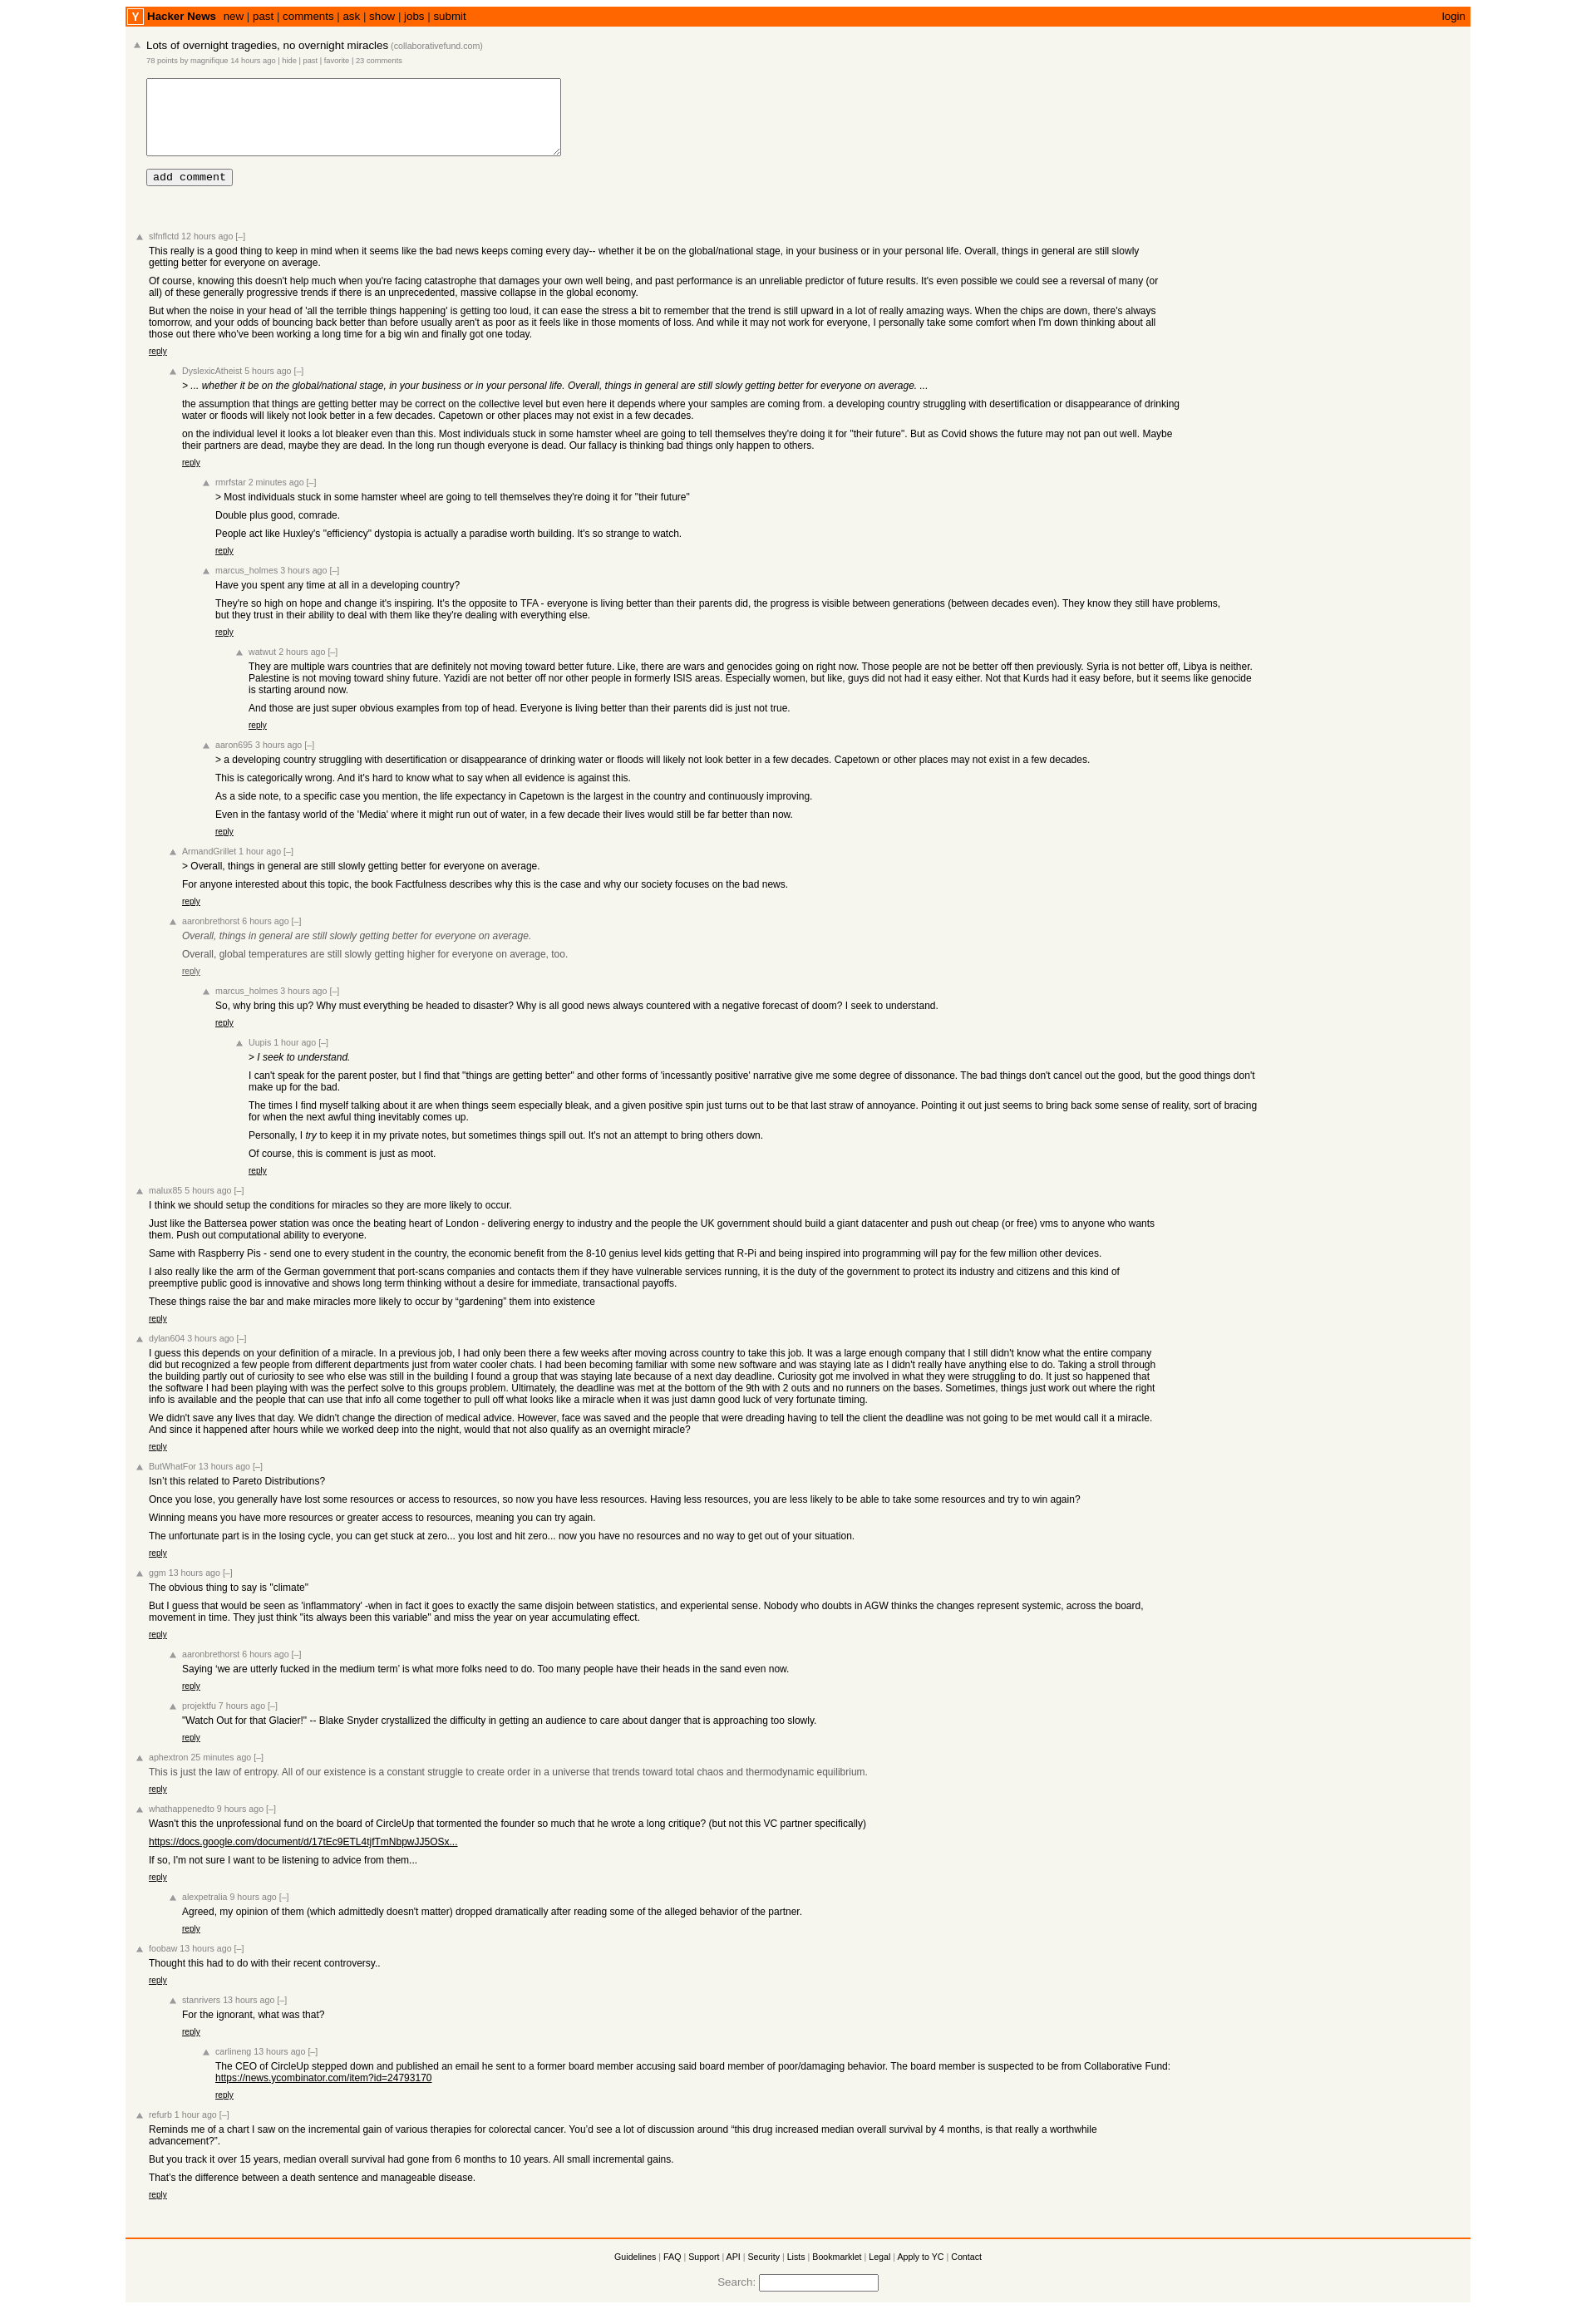 Y Hacker News new | past | comments | ask | show | jobs | submit login
Lots of overnight tragedies, no overnight miracles (collaborativefund.com)
78 points by magnifique 14 hours ago | hide | past | favorite | 23 comments
add comment
slfnflctd 12 hours ago [–]
This really is a good thing to keep in mind when it seems like the bad news keeps coming every day-- whether it be on the global/national stage, in your business or in your personal life. Overall, things in general are still slowly
getting better for everyone on average.
Of course, knowing this doesn't help much when you're facing catastrophe that damages your own well being, and past performance is an unreliable predictor of future results. It's even possible we could see a reversal of many (or
all) of these generally progressive trends if there is an unprecedented, massive collapse in the global economy.
But when the noise in your head of 'all the terrible things happening' is getting too loud, it can ease the stress a bit to remember that the trend is still upward in a lot of really amazing ways. When the chips are down, there's always
tomorrow, and your odds of bouncing back better than before usually aren't as poor as it feels like in those moments of loss. And while it may not work for everyone, I personally take some comfort when I'm down thinking about all
those out there who've been working a long time for a big win and finally got one today.
reply
DyslexicAtheist 5 hours ago [–]
> ... whether it be on the global/national stage, in your business or in your personal life. Overall, things in general are still slowly getting better for everyone on average. ...
the assumption that things are getting better may be correct on the collective level but even here it depends where your samples are coming from. a developing country struggling with desertification or disappearance of drinking
water or floods will likely not look better in a few decades. Capetown or other places may not exist in a few decades.
on the individual level it looks a lot bleaker even than this. Most individuals stuck in some hamster wheel are going to tell themselves they're doing it for "their future". But as Covid shows the future may not pan out well. Maybe
their partners are dead, maybe they are dead. In the long run though everyone is dead. Our fallacy is thinking bad things only happen to others.
reply
rmrfstar 2 minutes ago [–]
> Most individuals stuck in some hamster wheel are going to tell themselves they're doing it for "their future"
Double plus good, comrade.
People act like Huxley's "efficiency" dystopia is actually a paradise worth building. It's so strange to watch.
reply
marcus_holmes 3 hours ago [–]
Have you spent any time at all in a developing country?
They're so high on hope and change it's inspiring. It's the opposite to TFA - everyone is living better than their parents did, the progress is visible between generations (between decades even). They know they still have problems,
but they trust in their ability to deal with them like they're dealing with everything else.
reply
watwut 2 hours ago [–]
They are multiple wars countries that are definitely not moving toward better future. Like, there are wars and genocides going on right now. Those people are not be better off then previously. Syria is not better off, Libya is neither.
Palestine is not moving toward shiny future. Yazidi are not better off nor other people in formerly ISIS areas. Especially women, but like, guys did not had it easy either. Not that Kurds had it easy before, but it seems like genocide
is starting around now.
And those are just super obvious examples from top of head. Everyone is living better than their parents did is just not true.
reply
aaron695 3 hours ago [–]
> a developing country struggling with desertification or disappearance of drinking water or floods will likely not look better in a few decades. Capetown or other places may not exist in a few decades.
This is categorically wrong. And it's hard to know what to say when all evidence is against this.
As a side note, to a specific case you mention, the life expectancy in Capetown is the largest in the country and continuously improving.
Even in the fantasy world of the 'Media' where it might run out of water, in a few decade their lives would still be far better than now.
reply
ArmandGrillet 1 hour ago [–]
> Overall, things in general are still slowly getting better for everyone on average.
For anyone interested about this topic, the book Factfulness describes why this is the case and why our society focuses on the bad news.
reply
aaronbrethorst 6 hours ago [–]
Overall, things in general are still slowly getting better for everyone on average.
Overall, global temperatures are still slowly getting higher for everyone on average, too.
reply
marcus_holmes 3 hours ago [–]
So, why bring this up? Why must everything be headed to disaster? Why is all good news always countered with a negative forecast of doom? I seek to understand.
reply
Uupis 1 hour ago [–]
> I seek to understand.
I can't speak for the parent poster, but I find that "things are getting better" and other forms of 'incessantly positive' narrative give me some degree of dissonance. The bad things don't cancel out the good, but the good things don't
make up for the bad.
The times I find myself talking about it are when things seem especially bleak, and a given positive spin just turns out to be that last straw of annoyance. Pointing it out just seems to bring back some sense of reality, sort of bracing
for when the next awful thing inevitably comes up.
Personally, I try to keep it in my private notes, but sometimes things spill out. It's not an attempt to bring others down.
Of course, this is comment is just as moot.
reply
malux85 5 hours ago [–]
I think we should setup the conditions for miracles so they are more likely to occur.
Just like the Battersea power station was once the beating heart of London - delivering energy to industry and the people the UK government should build a giant datacenter and push out cheap (or free) vms to anyone who wants
them. Push out computational ability to everyone.
Same with Raspberry Pis - send one to every student in the country, the economic benefit from the 8-10 genius level kids getting that R-Pi and being inspired into programming will pay for the few million other devices.
I also really like the arm of the German government that port-scans companies and contacts them if they have vulnerable services running, it is the duty of the government to protect its industry and citizens and this kind of
preemptive public good is innovative and shows long term thinking without a desire for immediate, transactional payoffs.
These things raise the bar and make miracles more likely to occur by “gardening” them into existence
reply
dylan604 3 hours ago [–]
I guess this depends on your definition of a miracle. In a previous job, I had only been there a few weeks after moving across country to take this job. It was a large enough company that I still didn't know what the entire company
did but recognized a few people from different departments just from water cooler chats. I had been becoming familiar with some new software and was staying late as I didn't really have anything else to do. Taking a stroll through
the building partly out of curiosity to see who else was still in the building I found a group that was staying late because of a next day deadline. Curiosity got me involved in what they were struggling to do. It just so happened that
the software I had been playing with was the perfect solve to this groups problem. Ultimately, the deadline was met at the bottom of the 9th with 2 outs and no runners on the bases. Sometimes, things just work out where the right
info is available and the people that can use that info all come together to pull off what looks like a miracle when it was just damn good luck of very fortunate timing.
We didn't save any lives that day. We didn't change the direction of medical advice. However, face was saved and the people that were dreading having to tell the client the deadline was not going to be met would call it a miracle.
And since it happened after hours while we worked deep into the night, would that not also qualify as an overnight miracle?
reply
ButWhatFor 13 hours ago [–]
Isn’t this related to Pareto Distributions?
Once you lose, you generally have lost some resources or access to resources, so now you have less resources. Having less resources, you are less likely to be able to take some resources and try to win again?
Winning means you have more resources or greater access to resources, meaning you can try again.
The unfortunate part is in the losing cycle, you can get stuck at zero... you lost and hit zero... now you have no resources and no way to get out of your situation.
reply
ggm 13 hours ago [–]
The obvious thing to say is "climate"
But I guess that would be seen as 'inflammatory' -when in fact it goes to exactly the same disjoin between statistics, and experiental sense. Nobody who doubts in AGW thinks the changes represent systemic, across the board,
movement in time. They just think "its always been this variable" and miss the year on year accumulating effect.
reply
aaronbrethorst 6 hours ago [–]
Saying ‘we are utterly fucked in the medium term’ is what more folks need to do. Too many people have their heads in the sand even now.
reply
projektfu 7 hours ago [–]
"Watch Out for that Glacier!" -- Blake Snyder crystallized the difficulty in getting an audience to care about danger that is approaching too slowly.
reply
aphextron 25 minutes ago [–]
This is just the law of entropy. All of our existence is a constant struggle to create order in a universe that trends toward total chaos and thermodynamic equilibrium.
reply
whathappenedto 9 hours ago [–]
Wasn't this the unprofessional fund on the board of CircleUp that tormented the founder so much that he wrote a long critique? (but not this VC partner specifically)
https://docs.google.com/document/d/17tEc9ETL4tjfTmNbpwJJ5OSx...
If so, I'm not sure I want to be listening to advice from them...
reply
alexpetralia 9 hours ago [–]
Agreed, my opinion of them (which admittedly doesn't matter) dropped dramatically after reading some of the alleged behavior of the partner.
reply
foobaw 13 hours ago [–]
Thought this had to do with their recent controversy..
reply
stanrivers 13 hours ago [–]
For the ignorant, what was that?
reply
carlineng 13 hours ago [–]
The CEO of CircleUp stepped down and published an email he sent to a former board member accusing said board member of poor/damaging behavior. The board member is suspected to be from Collaborative Fund:
https://news.ycombinator.com/item?id=24793170
reply
refurb 1 hour ago [–]
Reminds me of a chart I saw on the incremental gain of various therapies for colorectal cancer. You’d see a lot of discussion around “this drug increased median overall survival by 4 months, is that really a worthwhile
advancement?”.
But you track it over 15 years, median overall survival had gone from 6 months to 10 years. All small incremental gains.
That’s the difference between a death sentence and manageable disease.
reply
Guidelines | FAQ | Support | API | Security | Lists | Bookmarklet | Legal | Apply to YC | Contact
Search: